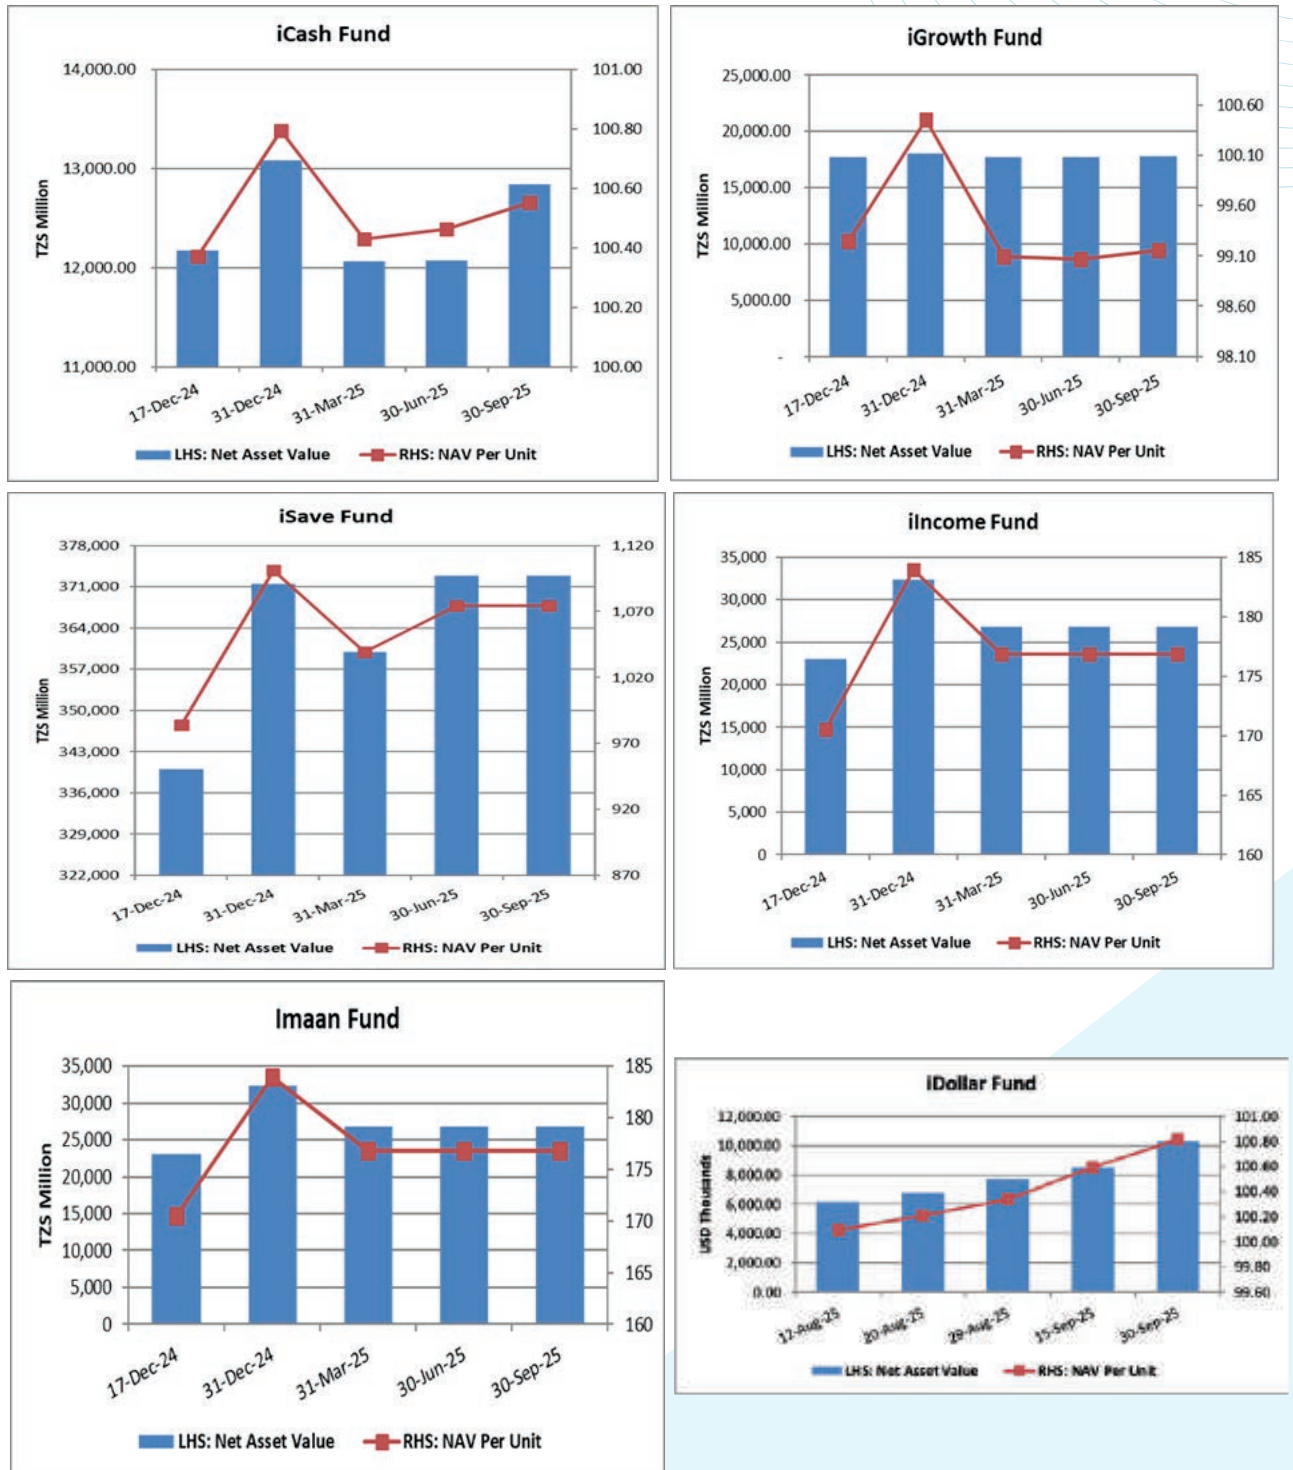 iCash Fund
14,000.00
13,000.00
12,000.00
11,000.00
TZS Million
101.00
100.80
100.60
100.40
100.20
100.00
17-Dec-24
31-Dec-24
31-Mar-25
30-Jun-25
30-Sep-25
LHS: Net Asset Value
RHS: NAV Per Unit
iGrowth Fund
25,000.00
20,000.00
15,000.00
10,000.00
5,000.00
-
TZS Million
100.60
100.10
99.60
99.10
98.60
98.10
17-Dec-24
31-Dec-24
31-Mar-25
30-Jun-25
30-Sep-25
LHS: Net Asset Value
RHS: NAV Per Unit
iSave Fund
378,000
371,000
364,000
357,000
350,000
343,000
336,000
329,000
322,000
TZS Million
1,120
1,070
1,020
970
920
870
17-Dec-24
31-Dec-24
31-Mar-25
30-Jun-25
30-Sep-25
LHS: Net Asset Value
RHS: NAV Per Unit
iIncome Fund
35,000
30,000
25,000
20,000
15,000
10,000
5,000
0
TZS Million
185
180
175
170
165
160
17-Dec-24
31-Dec-24
31-Mar-25
30-Jun-25
30-Sep-25
LHS: Net Asset Value
RHS: NAV Per Unit
Imaan Fund
35,000
30,000
25,000
20,000
15,000
10,000
5,000
0
TZS Million
185
180
175
170
165
160
17-Dec-24
31-Dec-24
31-Mar-25
30-Jun-25
30-Sep-25
LHS: Net Asset Value
RHS: NAV Per Unit
iDollar Fund
12,000.00
10,000.00
8,000.00
6,000.00
4,000.00
2,000.00
0.00
USD Thousands
101.00
100.80
100.60
100.40
100.20
100.00
99.80
99.60
12-Aug-25
20-Aug-25
29-Aug-25
15-Sep-25
30-Sep-25
LHS: Net Asset Value
RHS: NAV Per Unit